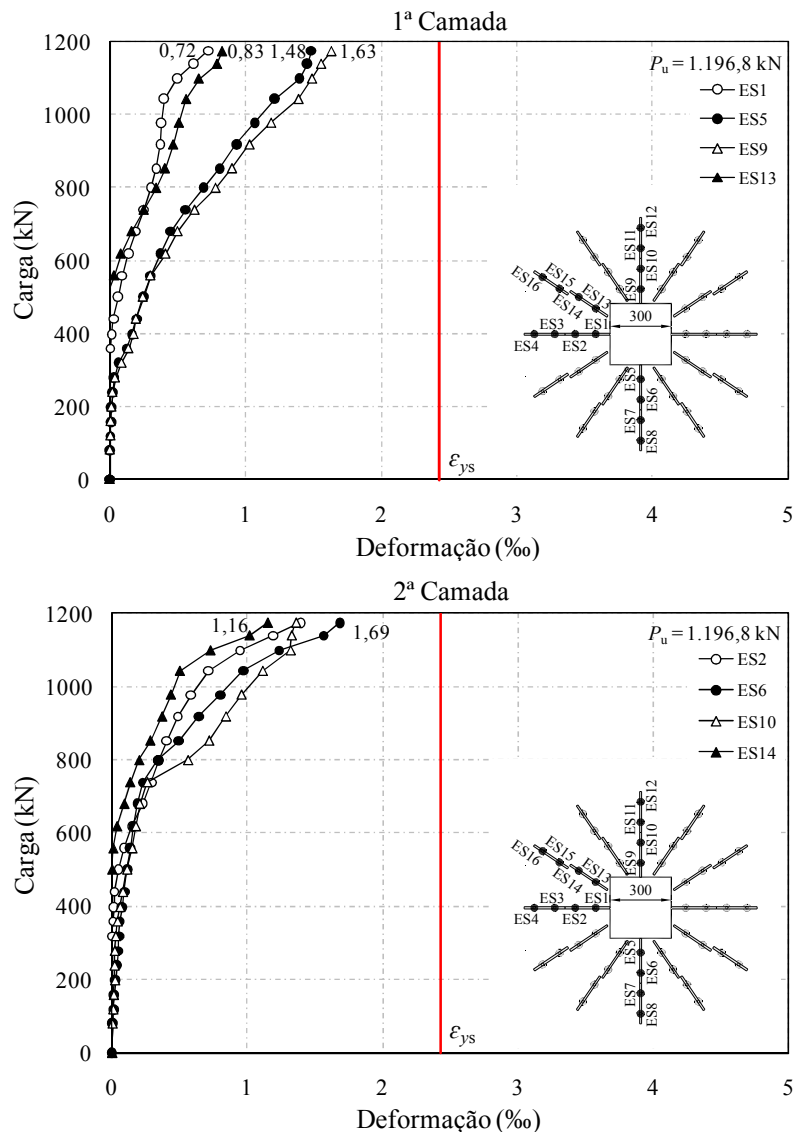 1ª Camada
1200
1000
800
600
400
200
0
Carga (kN)
0,72
0,83
1,48
1,63
P_u = 1.196,8 kN
ES1
ES5
ES9
ES13
ES12
ES11
ES10
ES9
ES16
ES15
ES14
ES13
ES4
ES3
ES2
ES1
300
ES5
ES6
ES7
ES8
ε_ys
0
1
2
3
4
5
Deformação (‰)
2ª Camada
1200
1000
800
600
400
200
0
Carga (kN)
1,16
1,69
P_u = 1.196,8 kN
ES2
ES6
ES10
ES14
ES12
ES11
ES10
ES9
ES16
ES15
ES14
ES13
ES4
ES3
ES2
ES1
300
ES5
ES6
ES7
ES8
ε_ys
0
1
2
3
4
5
Deformação (‰)